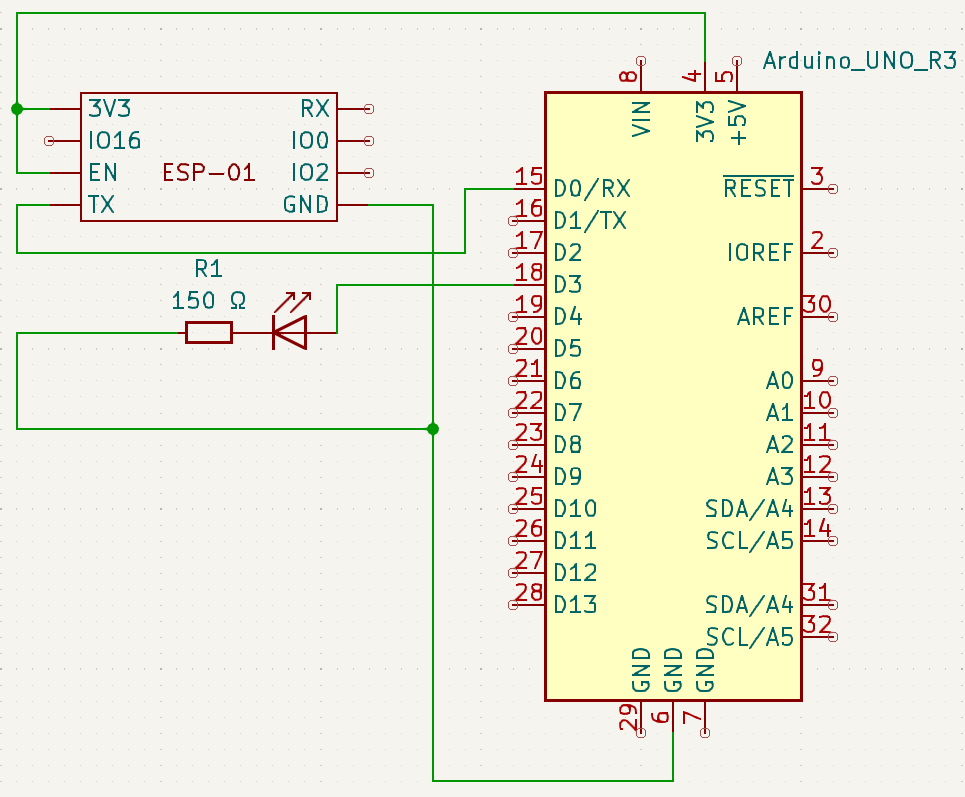 Arduino_UNO_R3
8 4 5
VIN 3V3 +5V
3V3 RX
IO16 IO0
EN ESP-01 IO2
TX GND
R1
150 Ω
15 D0/RX RESET 3
16 D1/TX
17 D2 IOREF 2
18 D3
19 D4 AREF 30
20 D5
21 D6 A0 9
22 D7 A1 10
23 D8 A2 11
24 D9 A3 12
25 D10 SDA/A4 13
26 D11 SCL/A5 14
27 D12
28 D13 SDA/A4 31
SCL/A5 32
GND GND GND
29 6 7